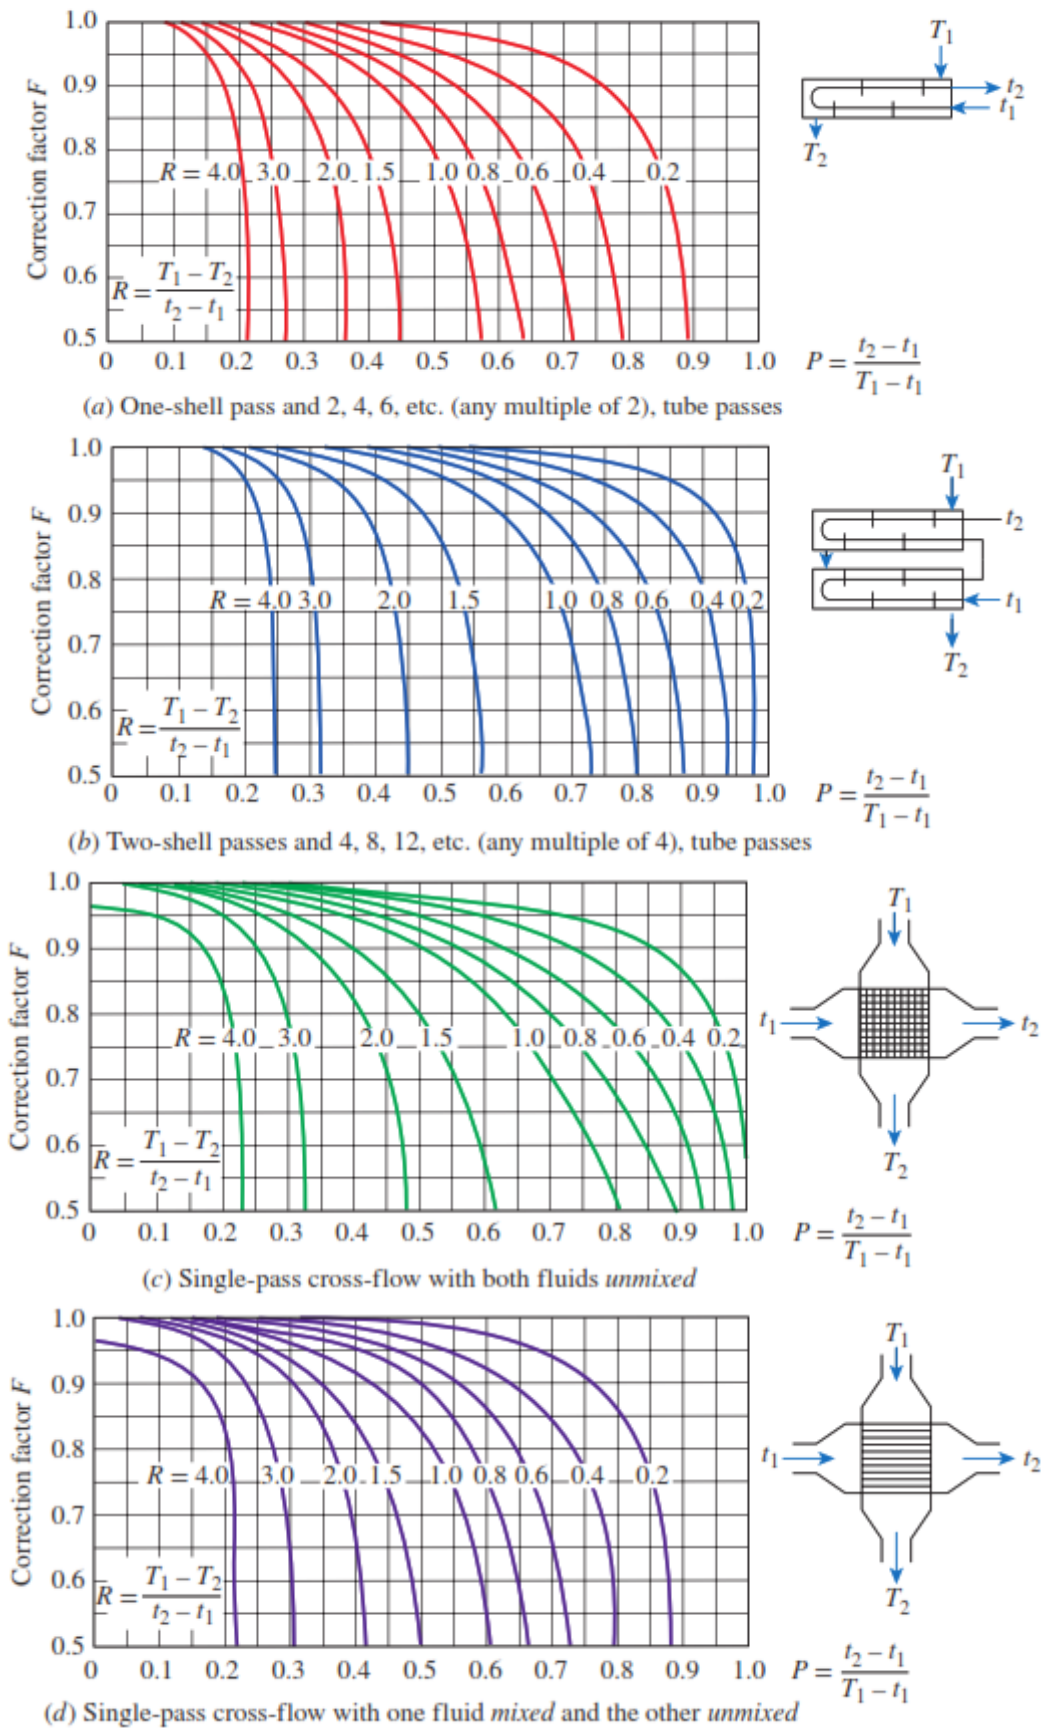 1.0
0.9
0.8
0.7
0.6
0.5
Correction factor F
R = 4.0 3.0 2.0 1.5 1.0 0.8 0.6 0.4 0.2
R = T₁ − T₂ / t₂ − t₁
0 0.1 0.2 0.3 0.4 0.5 0.6 0.7 0.8 0.9 1.0
T₁
t₂
t₁
T₂
P = t₂ − t₁ / T₁ − t₁
(a) One-shell pass and 2, 4, 6, etc. (any multiple of 2), tube passes
1.0
0.9
0.8
0.7
0.6
0.5
Correction factor F
R = 4.0 3.0 2.0 1.5 1.0 0.8 0.6 0.4 0.2
R = T₁ − T₂ / t₂ − t₁
0 0.1 0.2 0.3 0.4 0.5 0.6 0.7 0.8 0.9 1.0
T₁
t₂
t₁
T₂
P = t₂ − t₁ / T₁ − t₁
(b) Two-shell passes and 4, 8, 12, etc. (any multiple of 4), tube passes
1.0
0.9
0.8
0.7
0.6
0.5
Correction factor F
R = 4.0 3.0 2.0 1.5 1.0 0.8 0.6 0.4 0.2
R = T₁ − T₂ / t₂ − t₁
0 0.1 0.2 0.3 0.4 0.5 0.6 0.7 0.8 0.9 1.0
T₁
t₁
t₂
T₂
P = t₂ − t₁ / T₁ − t₁
(c) Single-pass cross-flow with both fluids unmixed
1.0
0.9
0.8
0.7
0.6
0.5
Correction factor F
R = 4.0 3.0 2.0 1.5 1.0 0.8 0.6 0.4 0.2
R = T₁ − T₂ / t₂ − t₁
0 0.1 0.2 0.3 0.4 0.5 0.6 0.7 0.8 0.9 1.0
T₁
t₁
t₂
T₂
P = t₂ − t₁ / T₁ − t₁
(d) Single-pass cross-flow with one fluid mixed and the other unmixed